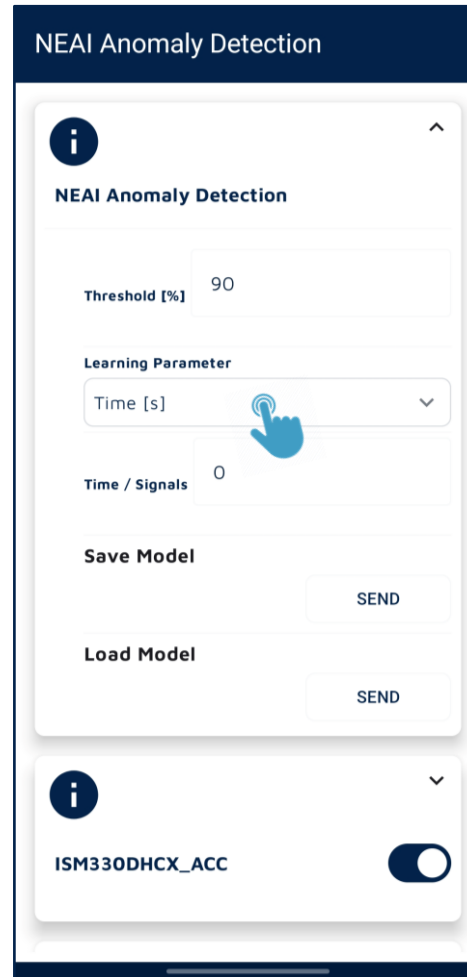 NEAI Anomaly Detection
NEAI Anomaly Detection
Threshold [%]
90
Learning Parameter
Time [s]
Time / Signals
0
Save Model
SEND
Load Model
SEND
ISM330DHCX_ACC